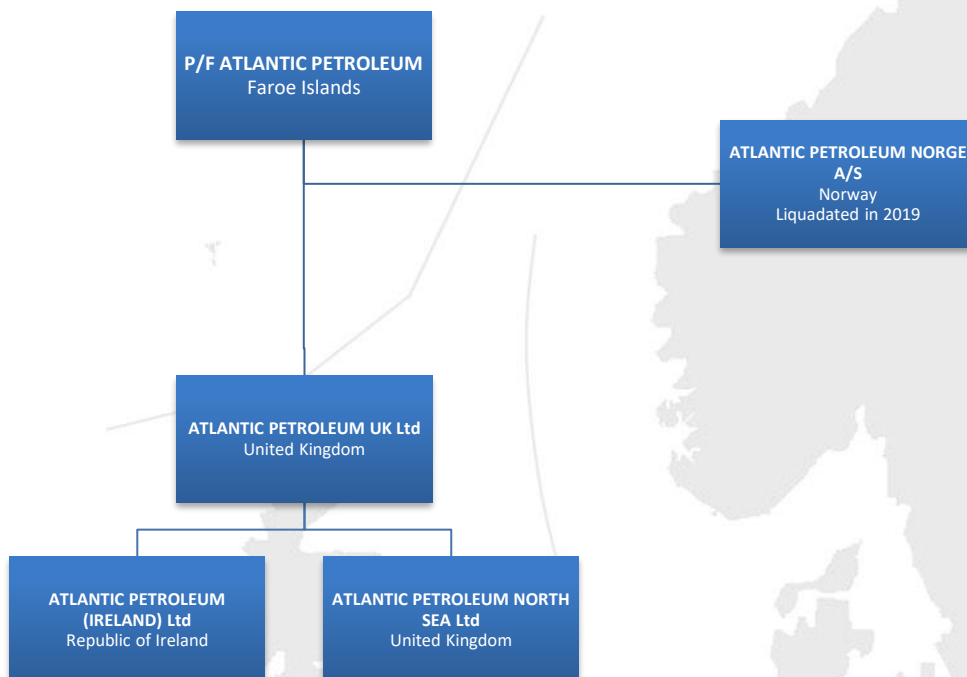 P/F ATLANTIC PETROLEUM
Faroe Islands
ATLANTIC PETROLEUM NORGE
A/S
Norway
Liquadated in 2019
ATLANTIC PETROLEUM UK Ltd
United Kingdom
ATLANTIC PETROLEUM
(IRELAND) Ltd
Republic of Ireland
ATLANTIC PETROLEUM NORTH
SEA Ltd
United Kingdom